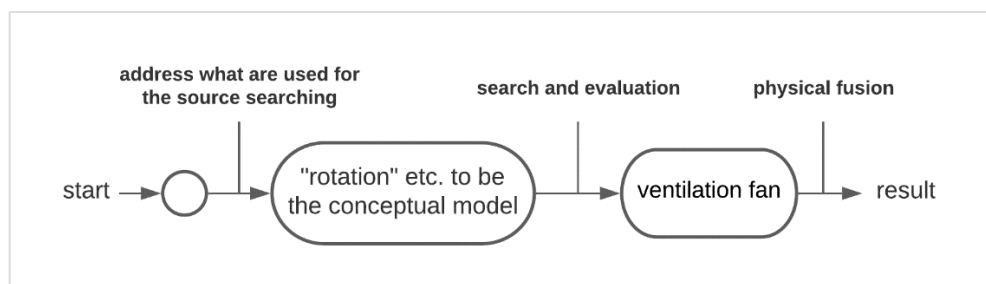 address what are used for
the source searching
search and evaluation
physical fusion
start
"rotation" etc. to be
the conceptual model
ventilation fan
result